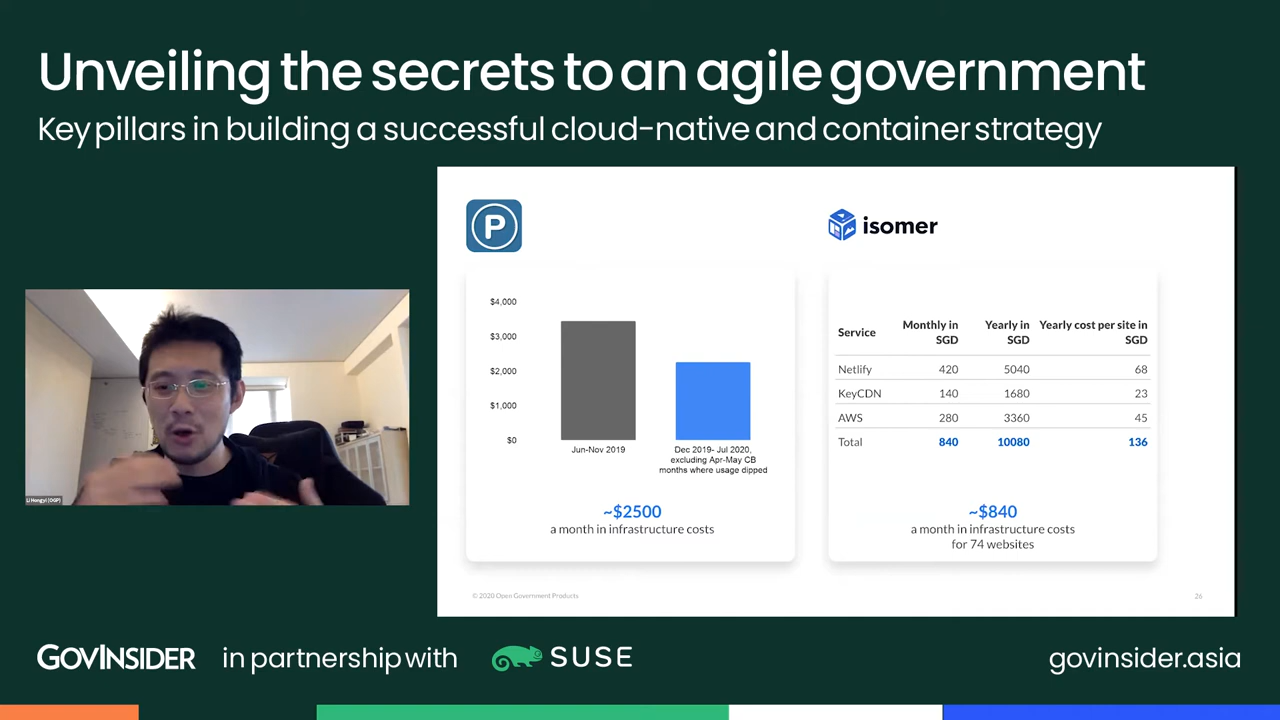 Unveiling the secrets to an agile government
Key pillars in building a successful cloud-native and container strategy
P
isomer
$4,000
$3,000
$2,000
$1,000
$0
Jun-Nov 2019
Dec 2019- Jul 2020,
excluding Apr-May CB
months where usage dipped
~$2500
a month in infrastructure costs
Service Monthly in SGD Yearly in SGD Yearly cost per site in SGD
Netlify 420 5040 68
KeyCDN 140 1680 23
AWS 280 3360 45
Total 840 10080 136
~$840
a month in infrastructure costs
for 74 websites
© 2020 Open Government Products
26
Li Hongyi (OGP)
GOVINSIDER in partnership with SUSE
govinsider.asia